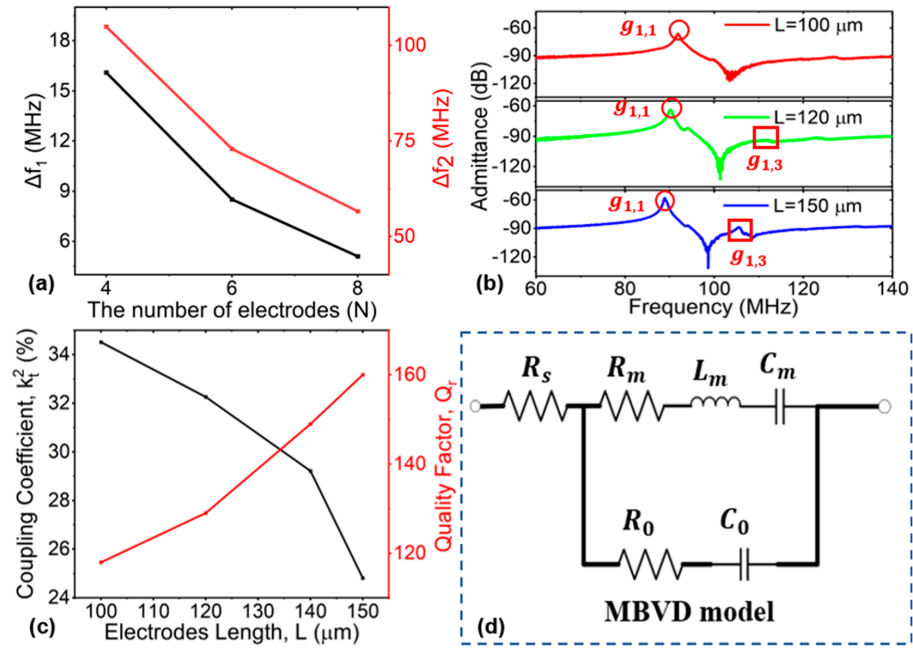 18
15
12
9
6
Δf₁ (MHz)
100
75
50
Δf2 (MHz)
4
6
8
(a)
The number of electrodes (N)
-60
-90
-120
g₁,₁
L=100 μm
-60
-90
-120
g₁,₁
L=120 μm
g₁,₃
-60
-90
-120
g₁,₁
L=150 μm
g₁,₃
Admittance (dB)
60
80
100
120
140
(b)
Frequency (MHz)
34
32
30
28
26
24
Coupling Coefficient, kₜ² (%)
160
140
120
Quality Factor, Qᵣ
100
110
120
130
140
150
(c)
Electrodes Length, L (μm)
Rₛ
Rₘ
Lₘ
Cₘ
R₀
C₀
MBVD model
(d)